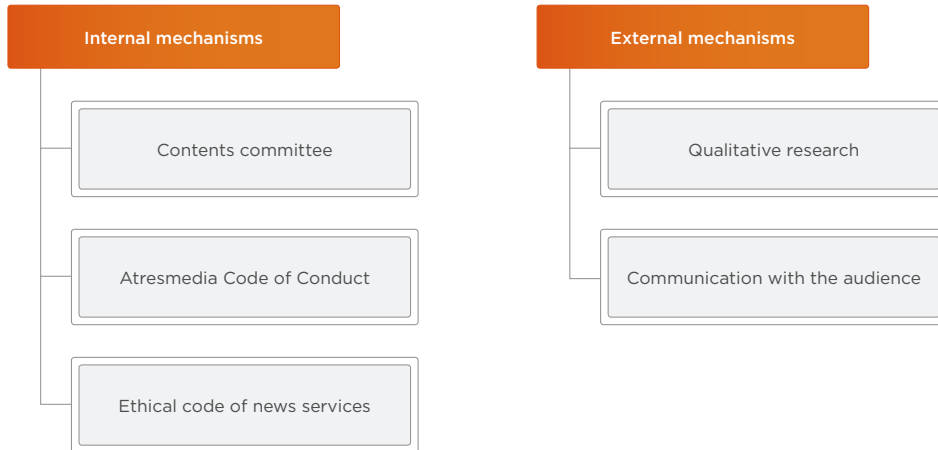 Internal mechanisms
Contents committee
Atresmedia Code of Conduct
Ethical code of news services
External mechanisms
Qualitative research
Communication with the audience